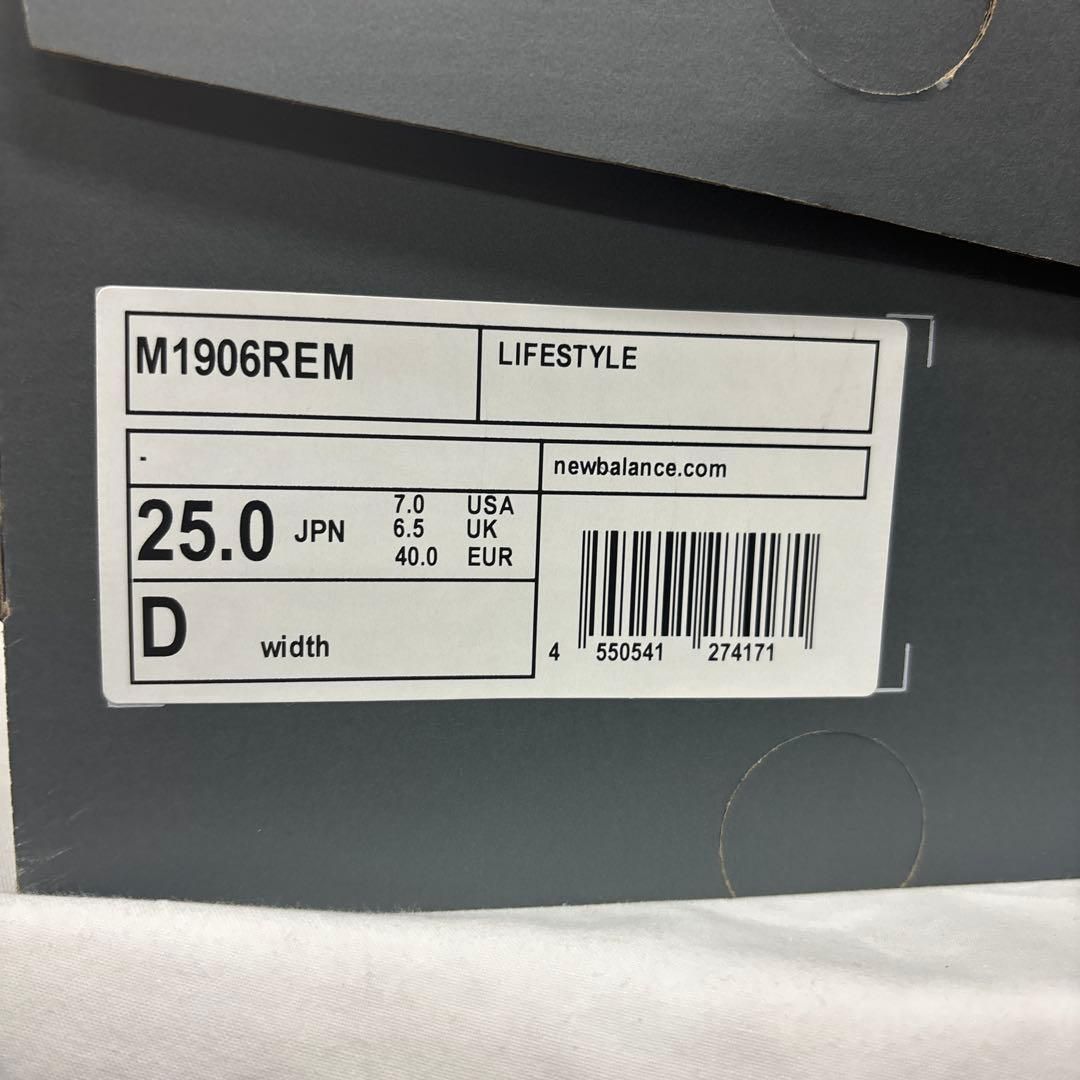 M1906REM
LIFESTYLE
-
newbalance.com
25.0 JPN
7.0 USA
6.5 UK
40.0 EUR
D width
4 550541 274171